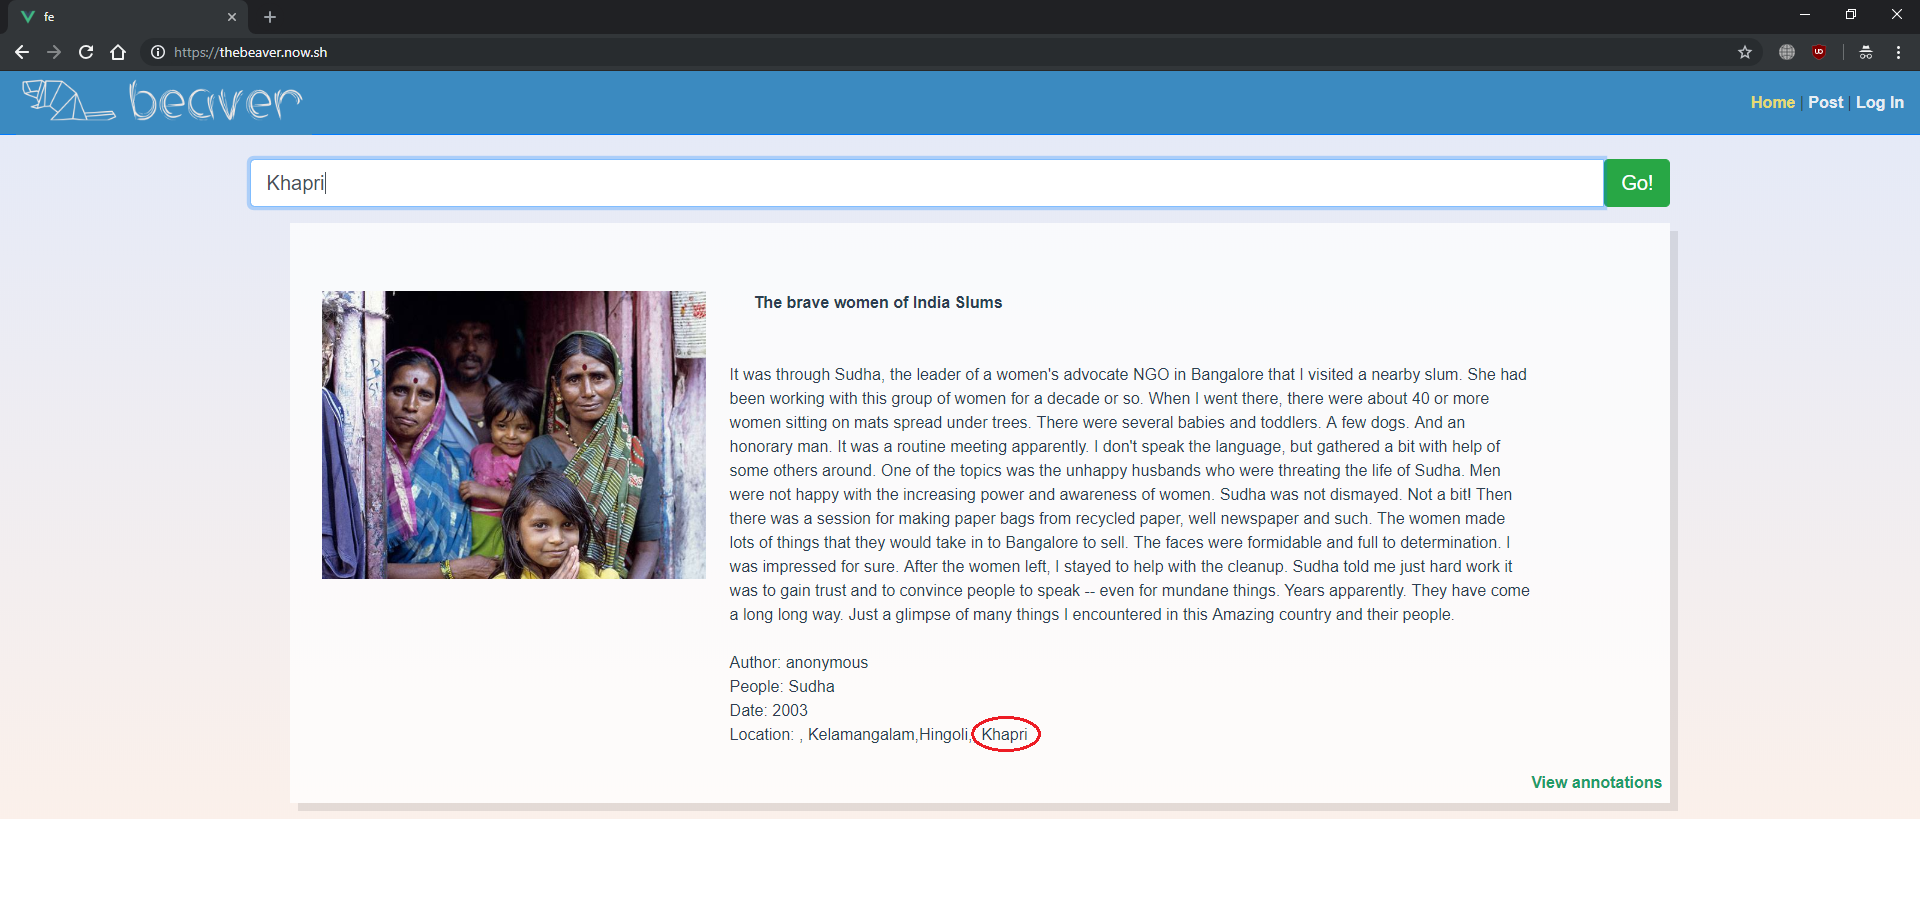 fe
https://thebeaver.now.sh
beaver
Home | Post | Log In
Khapri
Go!
The brave women of India Slums
It was through Sudha, the leader of a women's advocate NGO in Bangalore that I visited a nearby slum. She had
been working with this group of women for a decade or so. When I went there, there were about 40 or more
women sitting on mats spread under trees. There were several babies and toddlers. A few dogs. And an
honorary man. It was a routine meeting apparently. I don't speak the language, but gathered a bit with help of
some others around. One of the topics was the unhappy husbands who were threating the life of Sudha. Men
were not happy with the increasing power and awareness of women. Sudha was not dismayed. Not a bit! Then
there was a session for making paper bags from recycled paper, well newspaper and such. The women made
lots of things that they would take in to Bangalore to sell. The faces were formidable and full to determination. I
was impressed for sure. After the women left, I stayed to help with the cleanup. Sudha told me just hard work it
was to gain trust and to convince people to speak -- even for mundane things. Years apparently. They have come
a long long way. Just a glimpse of many things I encountered in this Amazing country and their people.
Author: anonymous
People: Sudha
Date: 2003
Location: , Kelamangalam,Hingoli, Khapri
View annotations